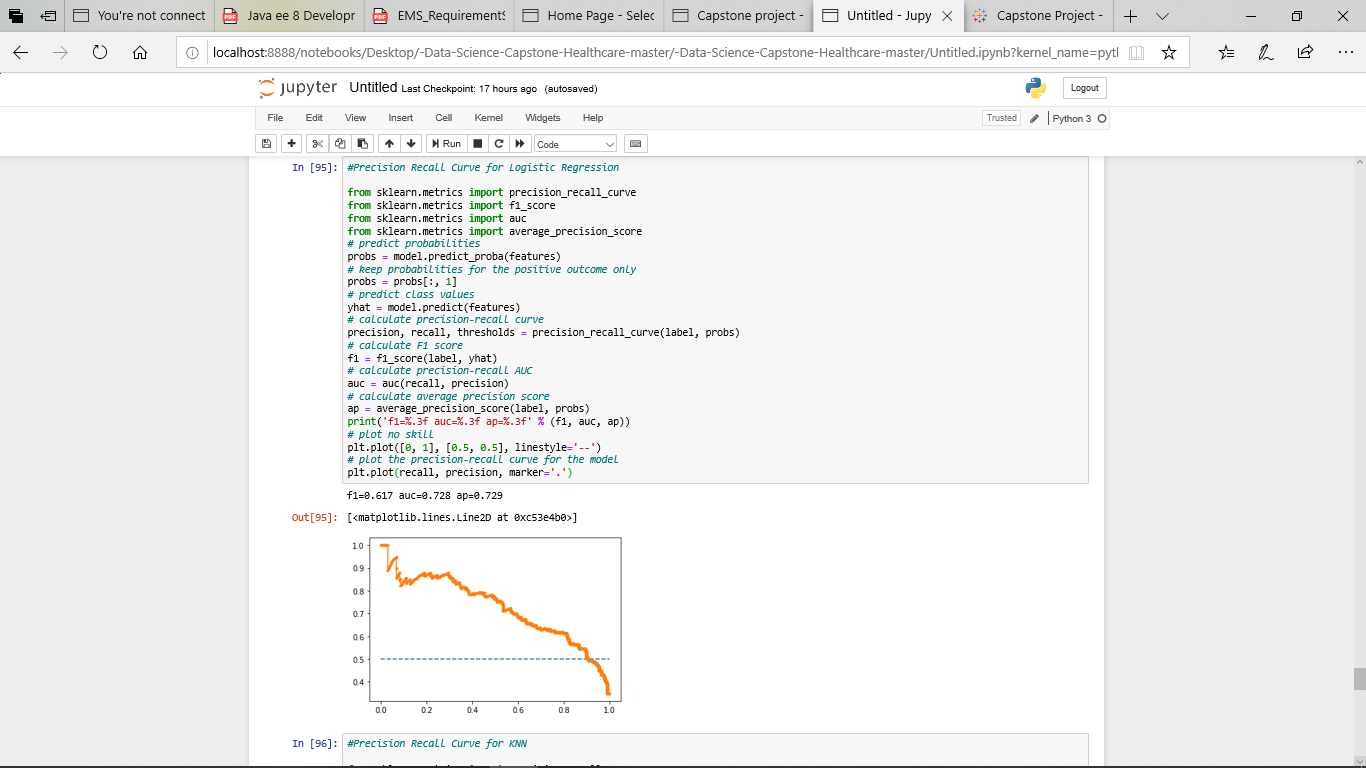 You're not connect
Java ee 8 Developr
EMS_Requirements
Home Page - Selec
Capstone project -
Untitled - Jupy
Capstone Project -
localhost:8888/notebooks/Desktop/-Data-Science-Capstone-Healthcare-master/-Data-Science-Capstone-Healthcare-master/Untitled.ipynb?kernel_name=pyt
jupyter Untitled Last Checkpoint: 17 hours ago (autosaved)
Logout
File Edit View Insert Cell Kernel Widgets Help
Trusted
Python 3
Run
Code
In [95]: #Precision Recall Curve for Logistic Regression
from sklearn.metrics import precision_recall_curve
from sklearn.metrics import f1_score
from sklearn.metrics import auc
from sklearn.metrics import average_precision_score
# predict probabilities
probs = model.predict_proba(features)
# keep probabilities for the positive outcome only
probs = probs[:, 1]
# predict class values
yhat = model.predict(features)
# calculate precision-recall curve
precision, recall, thresholds = precision_recall_curve(label, probs)
# calculate F1 score
f1 = f1_score(label, yhat)
# calculate precision-recall AUC
auc = auc(recall, precision)
# calculate average precision score
ap = average_precision_score(label, probs)
print('f1=%.3f auc=%.3f ap=%.3f' % (f1, auc, ap))
# plot no skill
plt.plot([0, 1], [0.5, 0.5], linestyle='--')
# plot the precision-recall curve for the model
plt.plot(recall, precision, marker='.')
f1=0.617 auc=0.728 ap=0.729
Out[95]: [<matplotlib.lines.Line2D at 0xc53e4b0>]
1.0
0.9
0.8
0.7
0.6
0.5
0.4
0.0 0.2 0.4 0.6 0.8 1.0
In [96]: #Precision Recall Curve for KNN